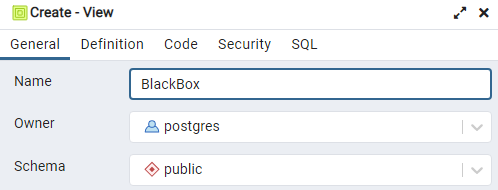 Create - View
General Definition Code Security SQL
Name BlackBox
Owner postgres
Schema public